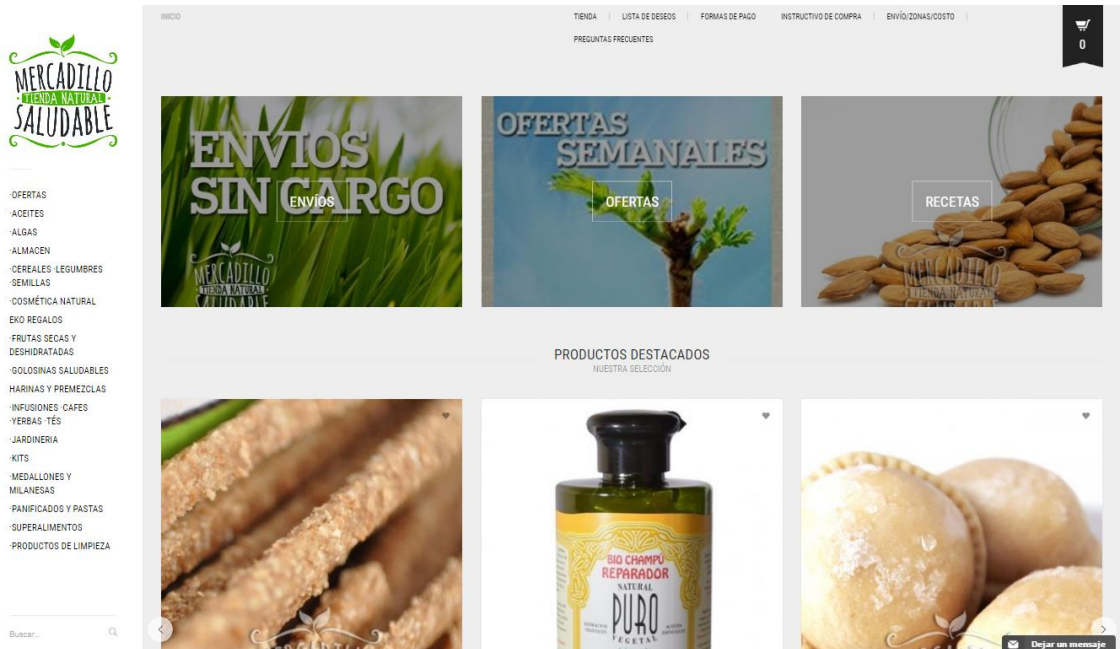 MERCADILLO
TIENDA NATURAL
SALUDABLE
·OFERTAS
·ACEITES
·ALGAS
·ALMACEN
·CEREALES ·LEGUMBRES
·SEMILLAS
·COSMÉTICA NATURAL
EKO REGALOS
·FRUTAS SECAS Y
DESHIDRATADAS
·GOLOSINAS SALUDABLES
HARINAS Y PREMEZCLAS
·INFUSIONES ·CAFES
·YERBAS ·TÉS
·JARDINERIA
·KITS
·MEDALLONES Y
MILANESAS
·PANIFICADOS Y PASTAS
·SUPERALIMENTOS
·PRODUCTOS DE LIMPIEZA
Buscar...
INICIO
TIENDA | LISTA DE DESEOS | FORMAS DE PAGO | INSTRUCTIVO DE COMPRA | ENVÍO/ZONAS/COSTO |
PREGUNTAS FRECUENTES
0
ENVIOS
SIN CARGO
ENVÍOS
MERCADILLO
TIENDA NATURAL
SALUDABLE
OFERTAS
SEMANALES
OFERTAS
RECETAS
MERCADILLO
TIENDA NATURAL
PRODUCTOS DESTACADOS
NUESTRA SELECCIÓN
BIO CHAMPÚ
REPARADOR
NATURAL
PURO
VEGETAL
Dejar un mensaje